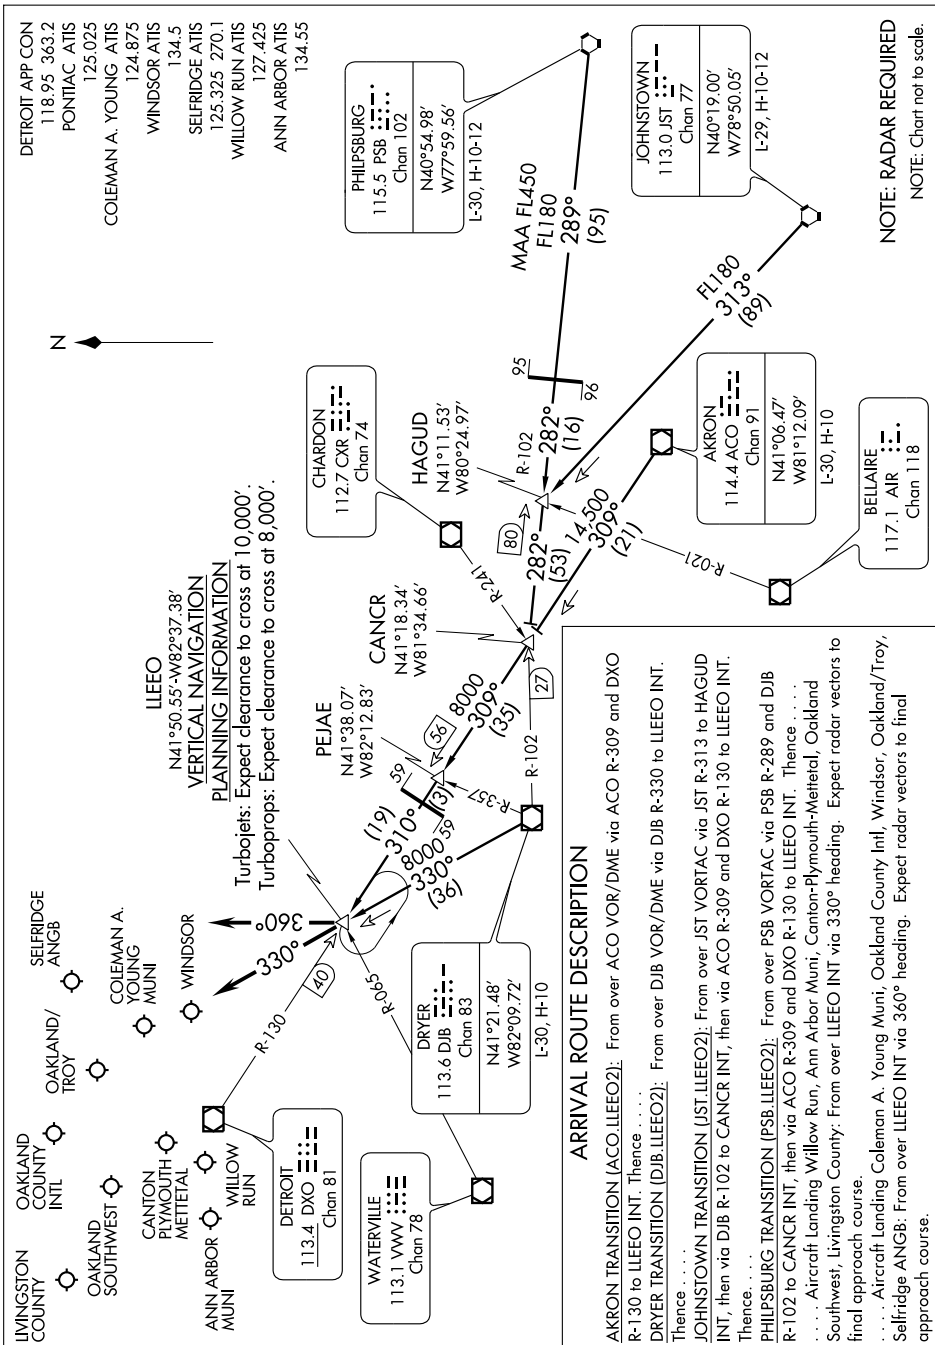 DETROIT APP CON
118.95 363.2
PONTIAC ATIS
125.025
COLEMAN A. YOUNG ATIS
124.875
WINDSOR ATIS
134.5
SELFRIDGE ATIS
125.325 270.1
WILLOW RUN ATIS
127.425
ANN ARBOR ATIS
134.55
PHILPSBURG
115.5 PSB
Chan 102
N40°54.98'
W77°59.56'
L-30, H-10-12
JOHNSTOWN
113.0 JST
Chan 77
N40°19.00'
W78°50.05'
L-29, H-10-12
NOTE: RADAR REQUIRED
NOTE: Chart not to scale.
N
MAA FL450
FL180
289°
(95)
FL180
313°
(89)
95
96
R-102
282°
(16)
HAGUD
N41°11.53'
W80°24.97'
CHARDON
112.7 CXR
Chan 74
AKRON
114.4 ACO
Chan 91
N41°06.47'
W81°12.09'
L-30, H-10
BELLAIRE
117.1 AIR
Chan 118
R-021
80
282°
(53)
14,500
309°
(21)
R-241
CANCR
N41°18.34'
W81°34.66'
27
R-102
8000
309°
(35)
56
PEJAE
N41°38.07'
W82°12.83'
R-357
59
59
(3)
(19)
310°
8000
330°
(36)
LLEEO
N41°50.55'-W82°37.38'
VERTICAL NAVIGATION
PLANNING INFORMATION
Turbojets: Expect clearance to cross at 10,000'.
Turboprops: Expect clearance to cross at 8,000'.
360°
330°
40
R-130
R-065
DRYER
113.6 DJB
Chan 83
N41°21.48'
W82°09.72'
L-30, H-10
SELFRIDGE
ANGB
COLEMAN A.
YOUNG
MUNI
WINDSOR
OAKLAND/
TROY
OAKLAND
COUNTY
INTL
LIVINGSTON
COUNTY
OAKLAND
SOUTHWEST
CANTON
PLYMOUTH
METTETAL
WILLOW
RUN
ANN ARBOR
MUNI
DETROIT
113.4 DXO
Chan 81
WATERVILLE
113.1 VWV
Chan 78
ARRIVAL ROUTE DESCRIPTION
AKRON TRANSITION (ACO.LLEEO2): From over ACO VOR/DME via ACO R-309 and DXO
R-130 to LLEEO INT. Thence . . . .
DRYER TRANSITION (DJB.LLEEO2): From over DJB VOR/DME via DJB R-330 to LLEEO INT.
Thence . . . .
JOHNSTOWN TRANSITION (JST.LLEEO2): From over JST VORTAC via JST R-313 to HAGUD
INT, then via DJB R-102 to CANCR INT, then via ACO R-309 and DXO R-130 to LLEEO INT.
Thence. . . .
PHILPSBURG TRANSITION (PSB.LLEEO2): From over PSB VORTAC via PSB R-289 and DJB
R-102 to CANCR INT, then via ACO R-309 and DXO R-130 to LLEEO INT. Thence . . . .
. . . . Aircraft Landing Willow Run, Ann Arbor Muni, Canton-Plymouth-Mettetal, Oakland
Southwest, Livingston County: From over LLEEO INT via 330° heading. Expect radar vectors to
final approach course.
. . . . Aircraft Landing Coleman A. Young Muni, Oakland County Intl, Windsor, Oakland/Troy,
Selfridge ANGB: From over LLEEO INT via 360° heading. Expect radar vectors to final
approach course.